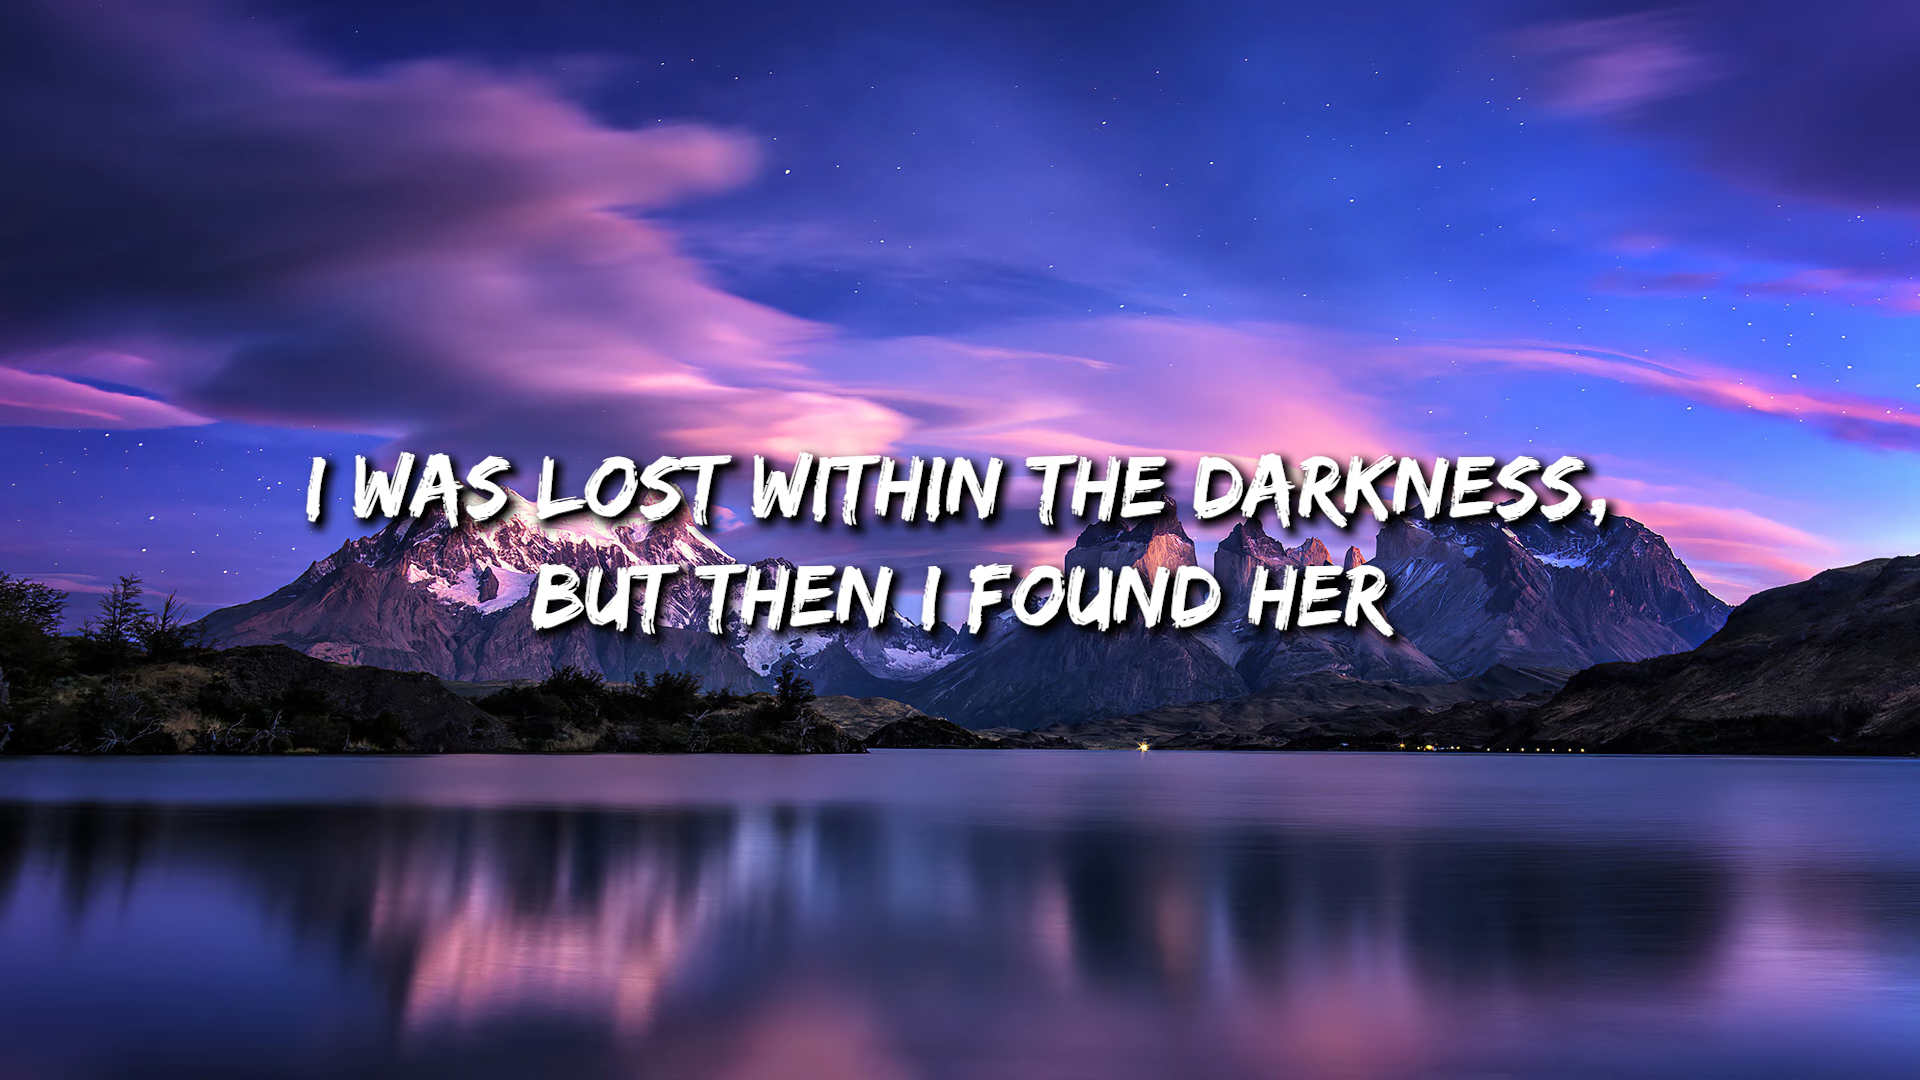 I WAS LOST WITHIN THE DARKNESS,
BUT THEN I FOUND HER